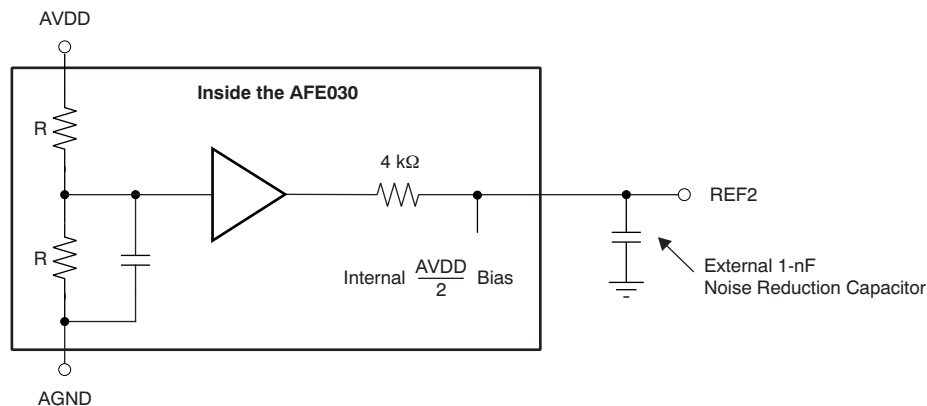 AVDD
Inside the AFE030
R
4 kΩ
REF2
R
Internal AVDD/2 Bias
External 1-nF
Noise Reduction Capacitor
AGND